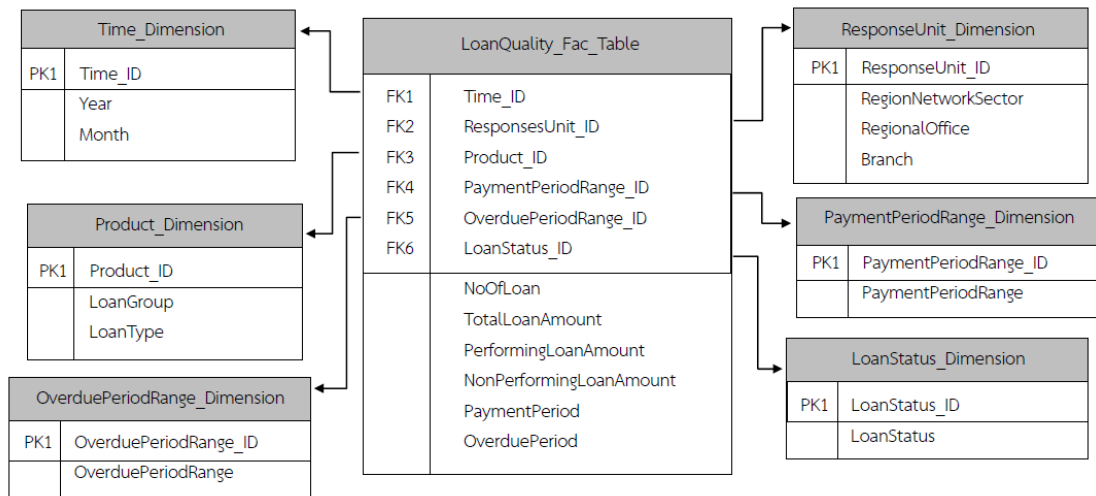 Time_Dimension
PK1 Time_ID
Year
Month
Product_Dimension
PK1 Product_ID
LoanGroup
LoanType
OverduePeriodRange_Dimension
PK1 OverduePeriodRange_ID
OverduePeriodRange
LoanQuality_Fac_Table
FK1 Time_ID
FK2 ResponsesUnit_ID
FK3 Product_ID
FK4 PaymentPeriodRange_ID
FK5 OverduePeriodRange_ID
FK6 LoanStatus_ID
NoOfLoan
TotalLoanAmount
PerformingLoanAmount
NonPerformingLoanAmount
PaymentPeriod
OverduePeriod
ResponseUnit_Dimension
PK1 ResponseUnit_ID
RegionNetworkSector
RegionalOffice
Branch
PaymentPeriodRange_Dimension
PK1 PaymentPeriodRange_ID
PaymentPeriodRange
LoanStatus_Dimension
PK1 LoanStatus_ID
LoanStatus